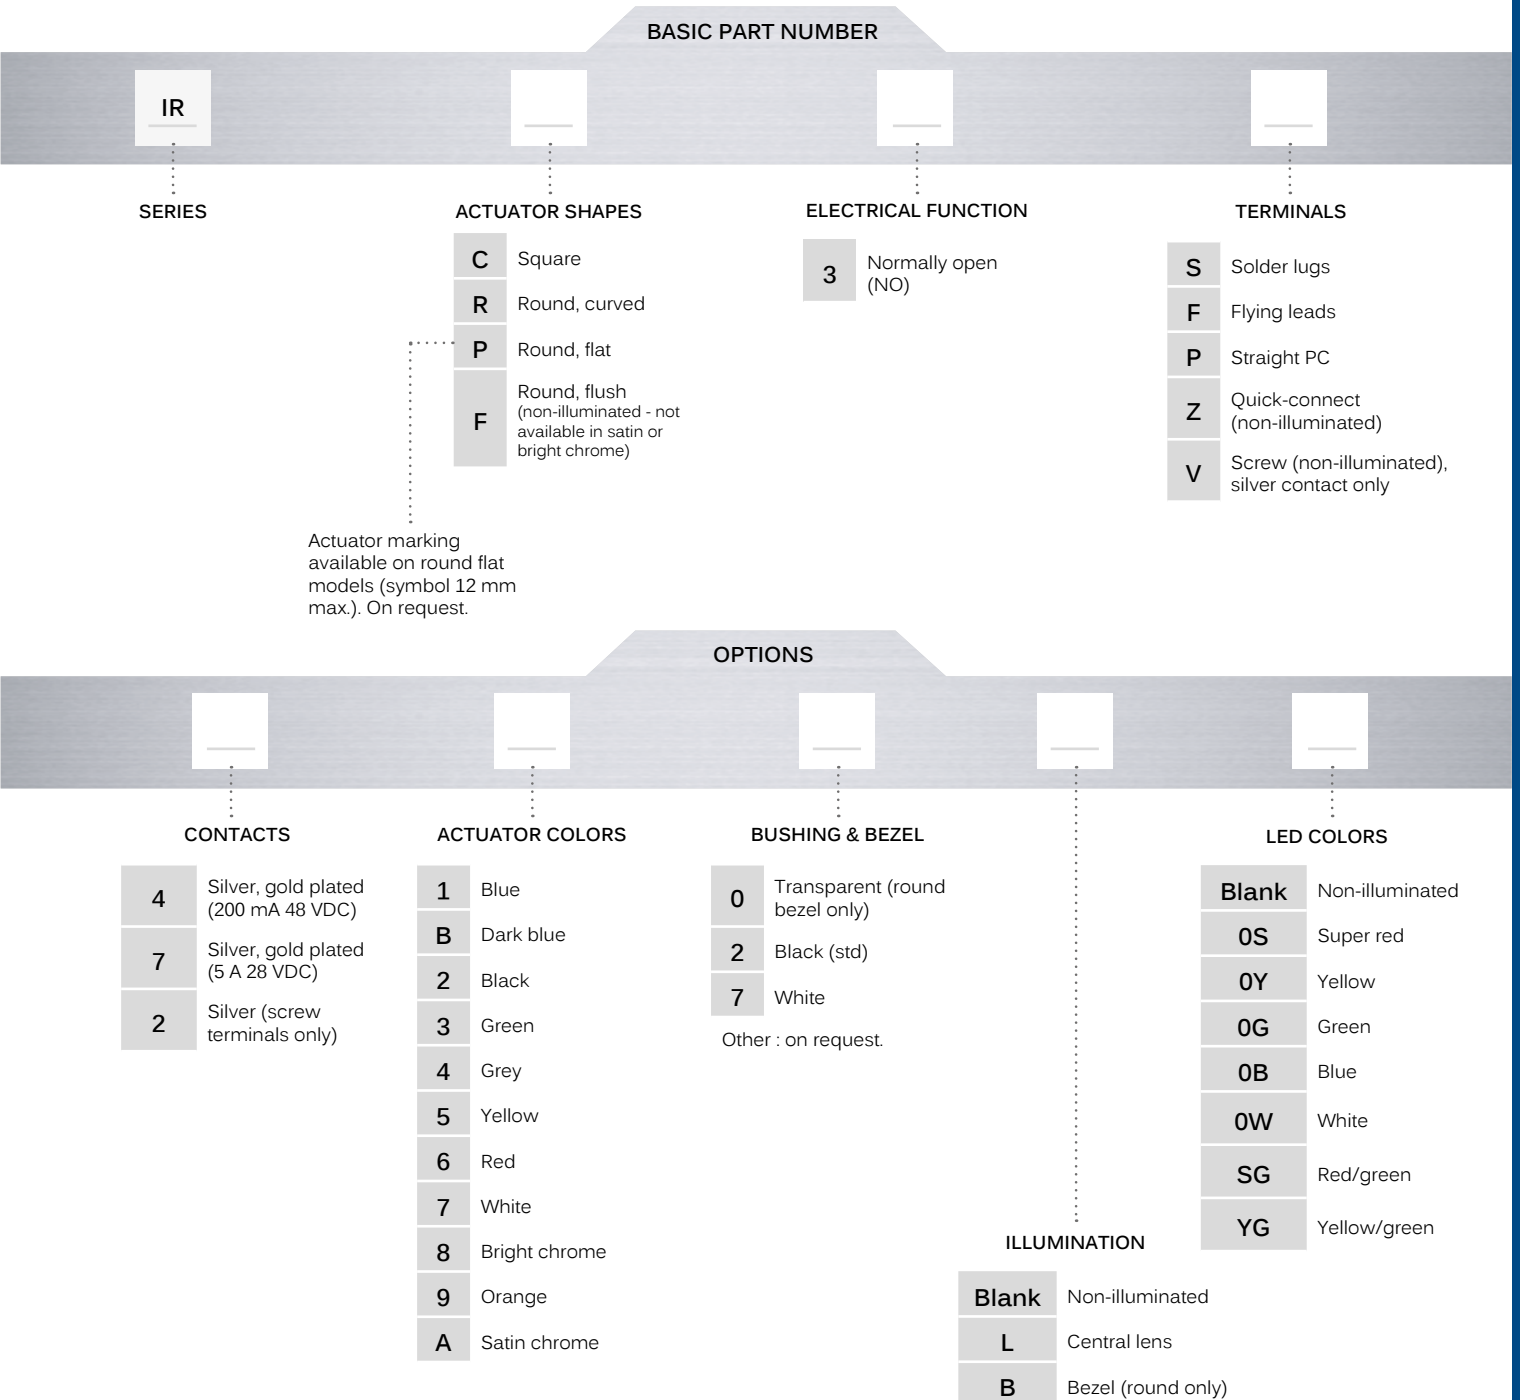 BASIC PART NUMBER
IR
SERIES
ACTUATOR SHAPES
C Square
R Round, curved
P Round, flat
F Round, flush
(non-illuminated - not
available in satin or
bright chrome)
Actuator marking
available on round flat
models (symbol 12 mm
max.). On request.
ELECTRICAL FUNCTION
3 Normally open
(NO)
TERMINALS
S Solder lugs
F Flying leads
P Straight PC
Z Quick-connect
(non-illuminated)
V Screw (non-illuminated),
silver contact only
OPTIONS
CONTACTS
4 Silver, gold plated
(200 mA 48 VDC)
7 Silver, gold plated
(5 A 28 VDC)
2 Silver (screw
terminals only)
ACTUATOR COLORS
1 Blue
B Dark blue
2 Black
3 Green
4 Grey
5 Yellow
6 Red
7 White
8 Bright chrome
9 Orange
A Satin chrome
BUSHING & BEZEL
0 Transparent (round
bezel only)
2 Black (std)
7 White
Other : on request.
ILLUMINATION
Blank Non-illuminated
L Central lens
B Bezel (round only)
LED COLORS
Blank Non-illuminated
0S Super red
0Y Yellow
0G Green
0B Blue
0W White
SG Red/green
YG Yellow/green